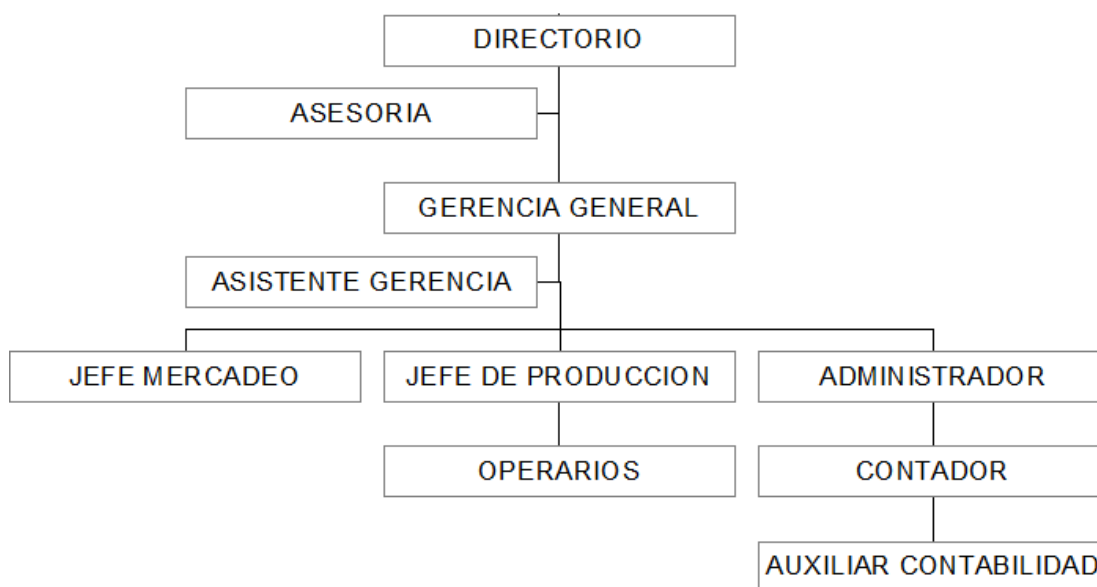 DIRECTORIO
ASESORIA
GERENCIA GENERAL
ASISTENTE GERENCIA
JEFE MERCADEO
JEFE DE PRODUCCION
ADMINISTRADOR
OPERARIOS
CONTADOR
AUXILIAR CONTABILIDAD